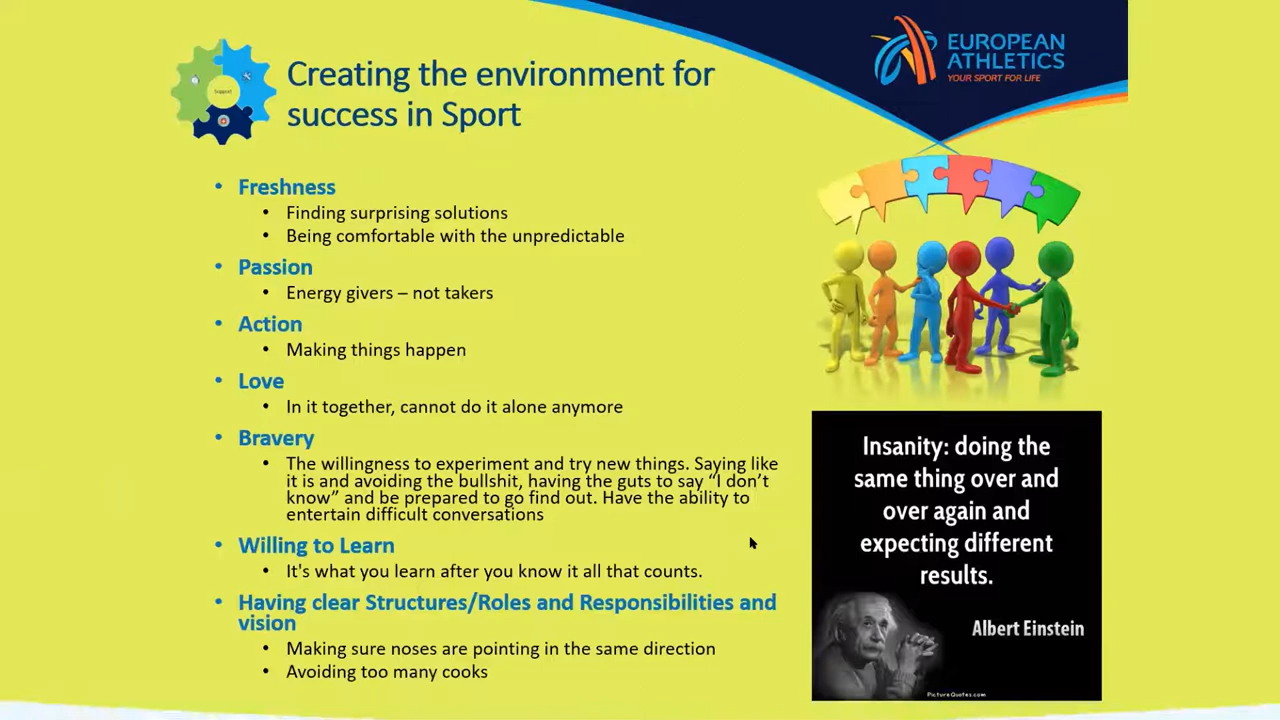 EUROPEAN
ATHLETICS
YOUR SPORT FOR LIFE
Support
Creating the environment for
success in Sport
• Freshness
• Finding surprising solutions
• Being comfortable with the unpredictable
• Passion
• Energy givers – not takers
• Action
• Making things happen
• Love
• In it together, cannot do it alone anymore
• Bravery
• The willingness to experiment and try new things. Saying like
it is and avoiding the bullshit, having the guts to say “I don’t
know” and be prepared to go find out. Have the ability to
entertain difficult conversations
• Willing to Learn
• It's what you learn after you know it all that counts.
• Having clear Structures/Roles and Responsibilities and
vision
• Making sure noses are pointing in the same direction
• Avoiding too many cooks
Insanity: doing the
same thing over and
over again and
expecting different
results.
Albert Einstein
PictureQuotes.com